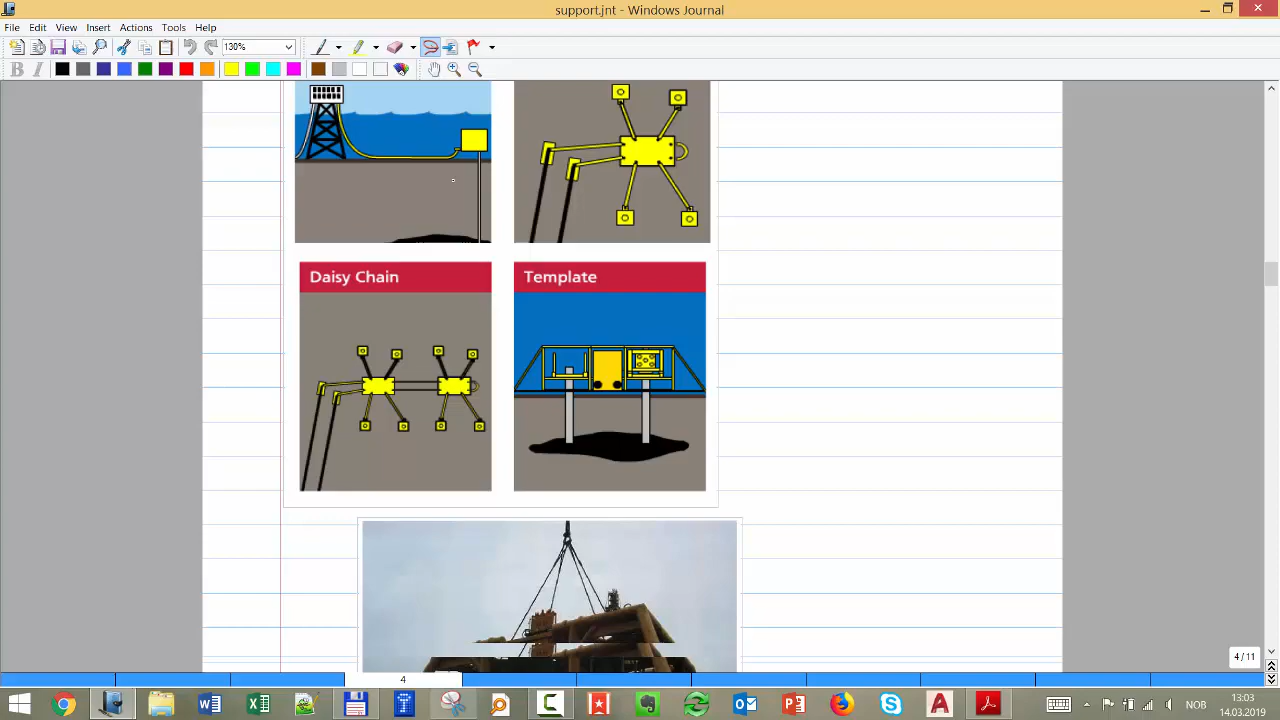 support.jnt - Windows Journal
File Edit View Insert Actions Tools Help
130%
B I
Daisy Chain
Template
4 / 11
4
NOB
13:03
14.03.2019